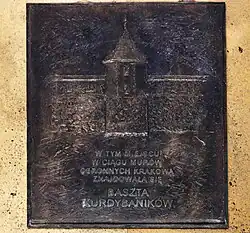 W TYM MIEJSCU
W CIĄGU MURÓW
OBRONNYCH KRAKOWA
ZNAJDOWAŁA SIĘ
BASZTA
KURDYBANIKÓW